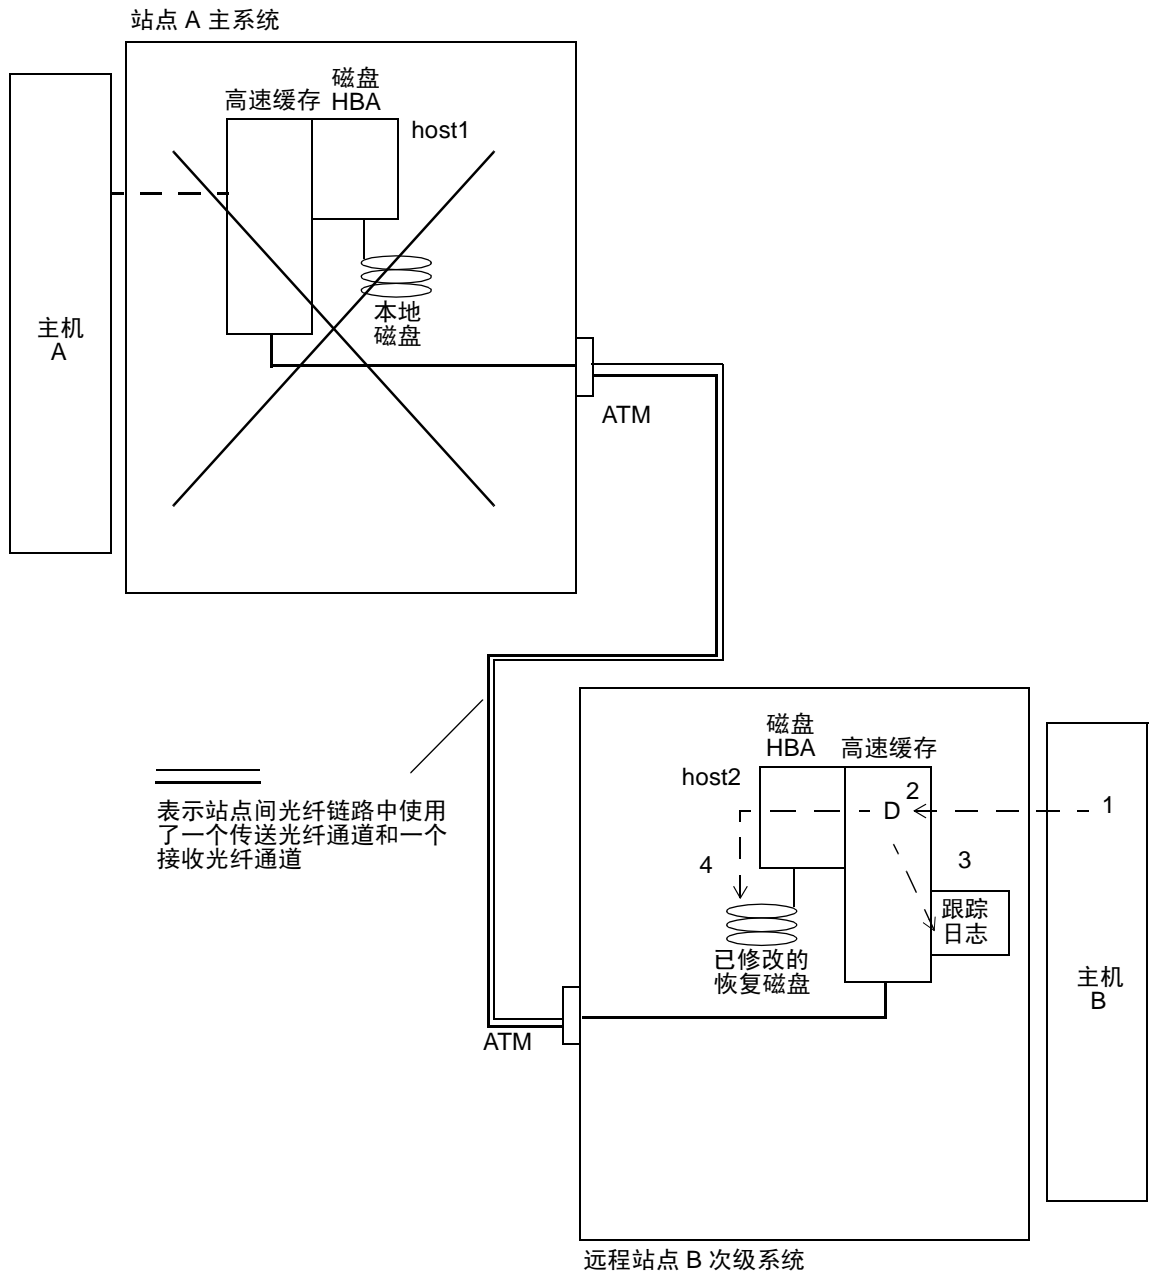 站点 A 主系统
磁盘
HBA
高速缓存
host1
本地
磁盘
主机
A
ATM
磁盘
HBA
高速缓存
host2
D
2
1
3
4
跟踪
日志
已修改的
恢复磁盘
主机
B
表示站点间光纤链路中使用
了一个传送光纤通道和一个
接收光纤通道
ATM
远程站点 B 次级系统